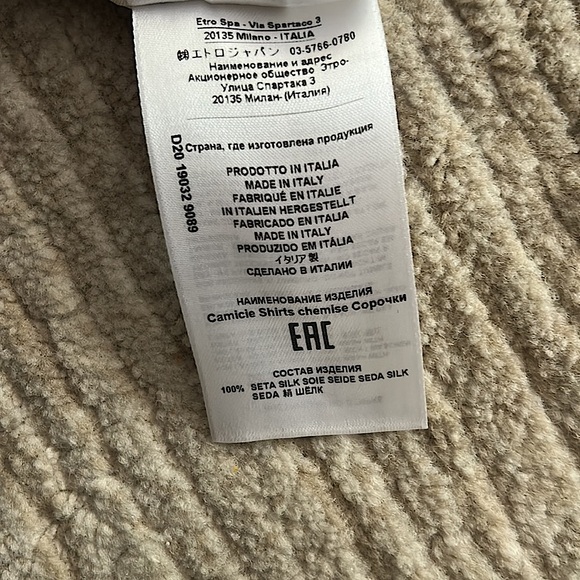 Etro Spa - Via Spartaco 3
20135 Milano - ITALIA
㈱エトロジャパン 03-5766-0780
Наименование и адрес
Акционерное общество Этро-
Улица Спартака 3
20135 Милан- (Италия)
D20 19032 9089
Страна, где изготовлена продукция
PRODOTTO IN ITALIA
MADE IN ITALY
FABRIQUÉ EN ITALIE
IN ITALIEN HERGESTELLT
FABRICADO EN ITALIA
MADE IN ITALY
PRODUZIDO EM ITÁLIA
イタリア製
СДЕЛАНО В ИТАЛИИ
НАИМЕНОВАНИЕ ИЗДЕЛИЯ
Camicie Shirts chemise Сорочки
EAC
СОСТАВ ИЗДЕЛИЯ
100% SETA SILK SOIE SEIDE SEDA SILK
SEDA 絹 ШЁЛК